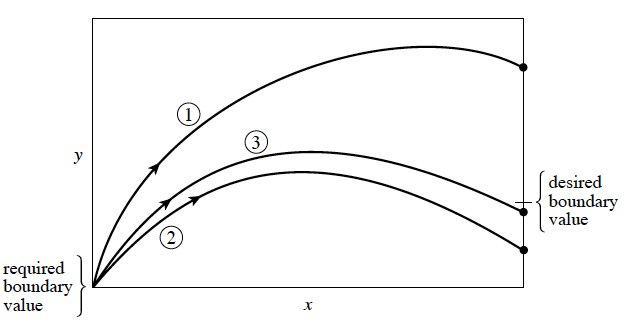 1
3
y
desired
boundary
value
2
required
boundary
value
x